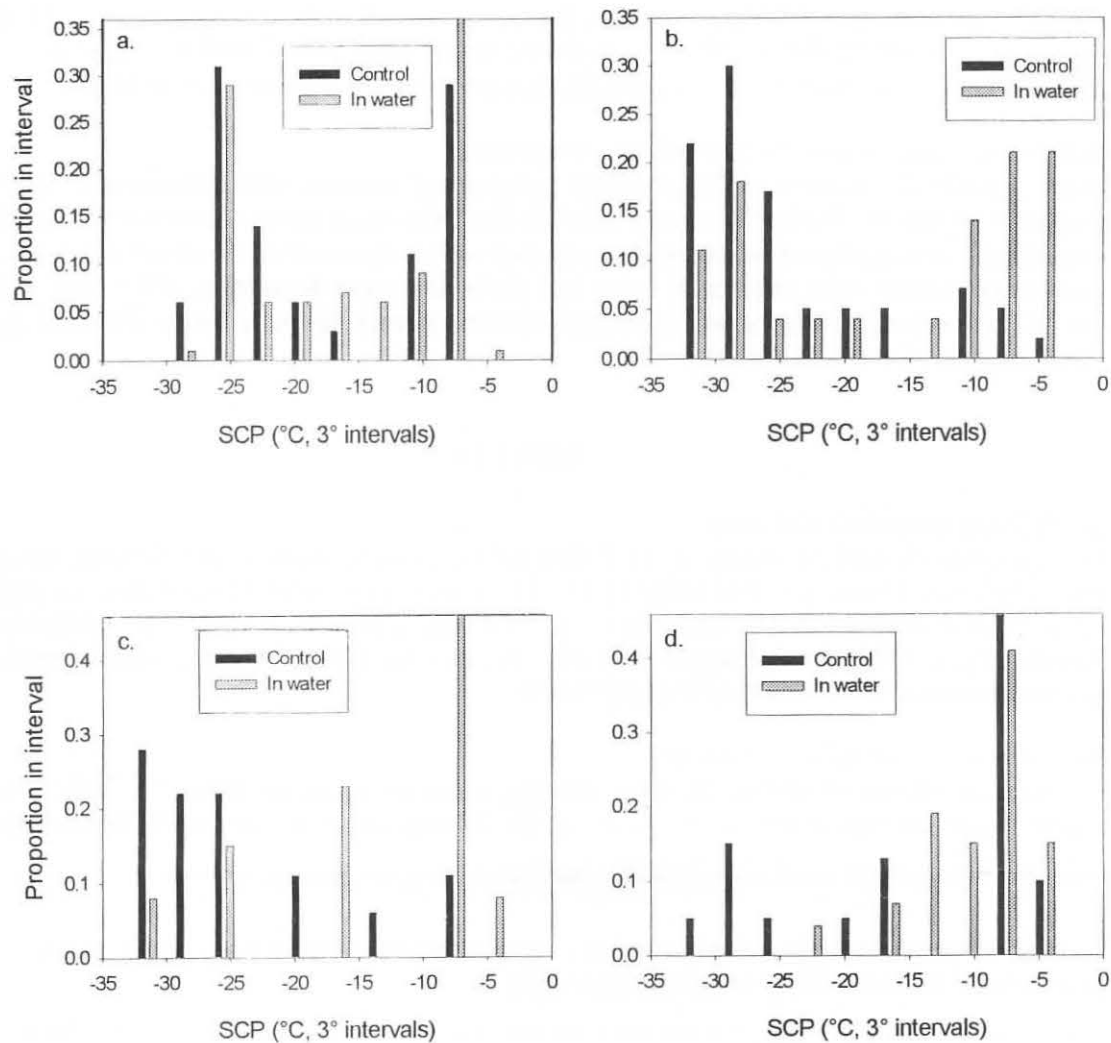 a.
Control
In water
Proportion in interval
0.35
0.30
0.25
0.20
0.15
0.10
0.05
0.00
-35 -30 -25 -20 -15 -10 -5 0
SCP (°C, 3° intervals)
b.
Control
In water
0.35
0.30
0.25
0.20
0.15
0.10
0.05
0.00
-35 -30 -25 -20 -15 -10 -5 0
SCP (°C, 3° intervals)
c.
Control
In water
Proportion in interval
0.4
0.3
0.2
0.1
0.0
-35 -30 -25 -20 -15 -10 -5 0
SCP (°C, 3° intervals)
d.
Control
In water
0.4
0.3
0.2
0.1
0.0
-35 -30 -25 -20 -15 -10 -5 0
SCP (°C, 3° intervals)